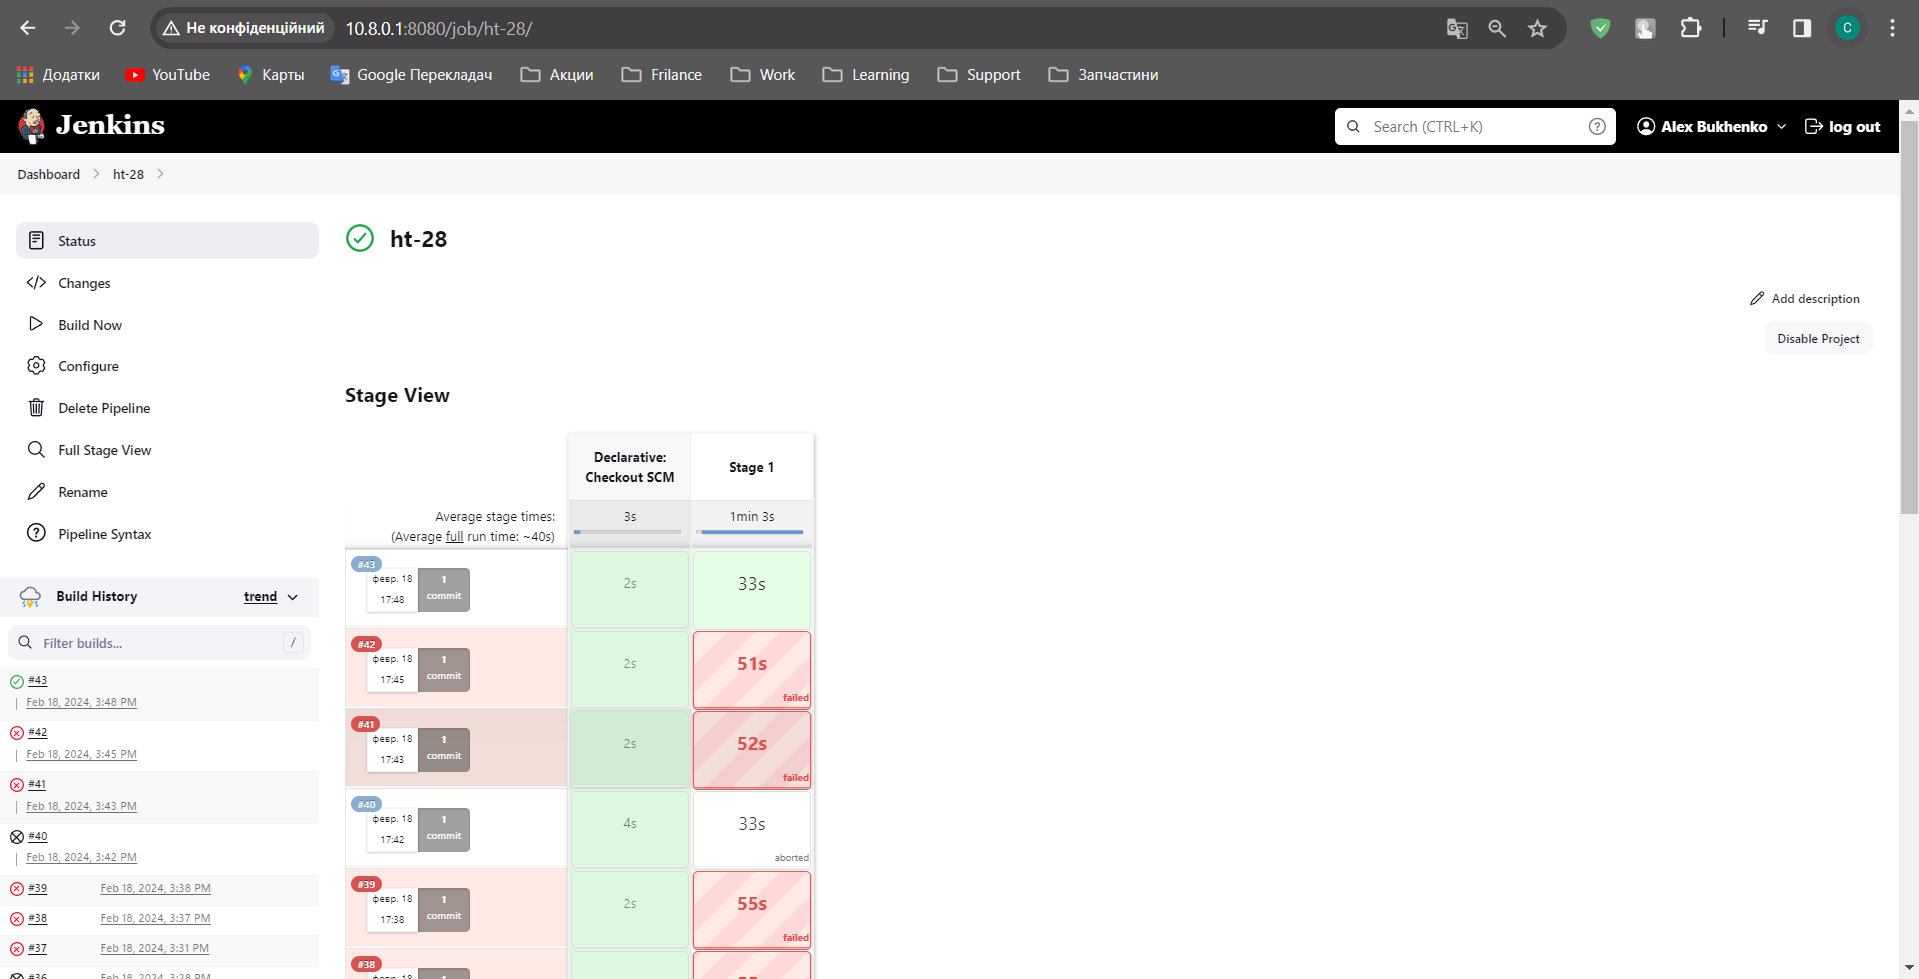 Не конфіденційний
10.8.0.1:8080/job/ht-28/
C
Додатки
YouTube
Карты
Google Перекладач
Акции
Frilance
Work
Learning
Support
Запчастини
Jenkins
Search (CTRL+K)
?
Alex Bukhenko
log out
Dashboard
ht-28
Status
Changes
Build Now
Configure
Delete Pipeline
Full Stage View
Rename
Pipeline Syntax
Build History
trend
Filter builds...
/
#43
Feb 18, 2024, 3:48 PM
#42
Feb 18, 2024, 3:45 PM
#41
Feb 18, 2024, 3:43 PM
#40
Feb 18, 2024, 3:42 PM
#39
Feb 18, 2024, 3:38 PM
#38
Feb 18, 2024, 3:37 PM
#37
Feb 18, 2024, 3:31 PM
#36
Feb 18, 2024, 3:28 PM
ht-28
Add description
Disable Project
Stage View
Declarative:
Checkout SCM
Stage 1
Average stage times:
(Average full run time: ~40s)
3s
1min 3s
#43
февр. 18
17:48
1
commit
2s
33s
#42
февр. 18
17:45
1
commit
2s
51s
failed
#41
февр. 18
17:43
1
commit
2s
52s
failed
#40
февр. 18
17:42
1
commit
4s
33s
aborted
#39
февр. 18
17:38
1
commit
2s
55s
failed
#38
февр. 18
1